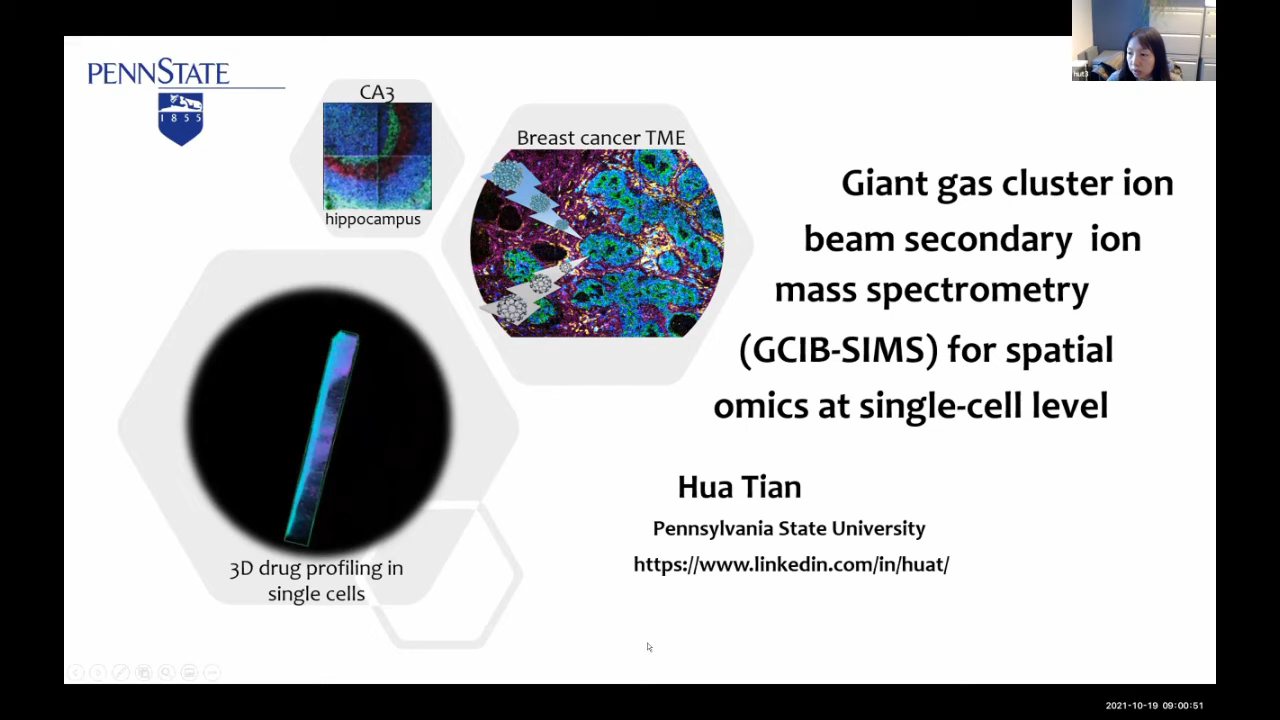 PENNSTATE
1855
CA3
hippocampus
Breast cancer TME
3D drug profiling in
single cells
Giant gas cluster ion
beam secondary ion
mass spectrometry
(GCIB-SIMS) for spatial
omics at single-cell level
Hua Tian
Pennsylvania State University
https://www.linkedin.com/in/huat/
hut3
2021-10-19 09:00:51